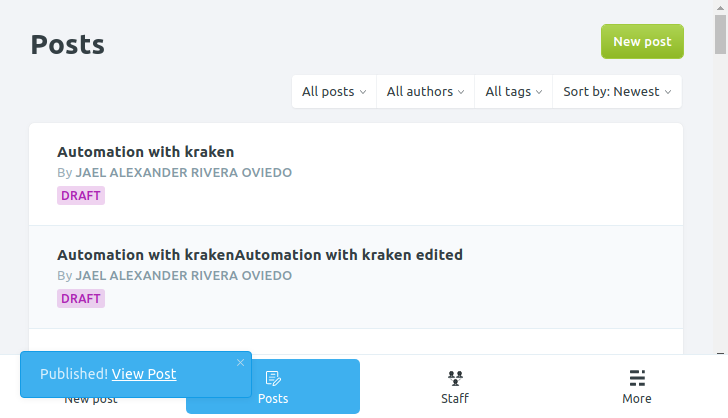 Posts
New post
All posts
All authors
All tags
Sort by: Newest
Automation with kraken
By JAEL ALEXANDER RIVERA OVIEDO
DRAFT
Automation with krakenAutomation with kraken edited
By JAEL ALEXANDER RIVERA OVIEDO
DRAFT
Published! View Post
×
New post
Posts
Staff
More